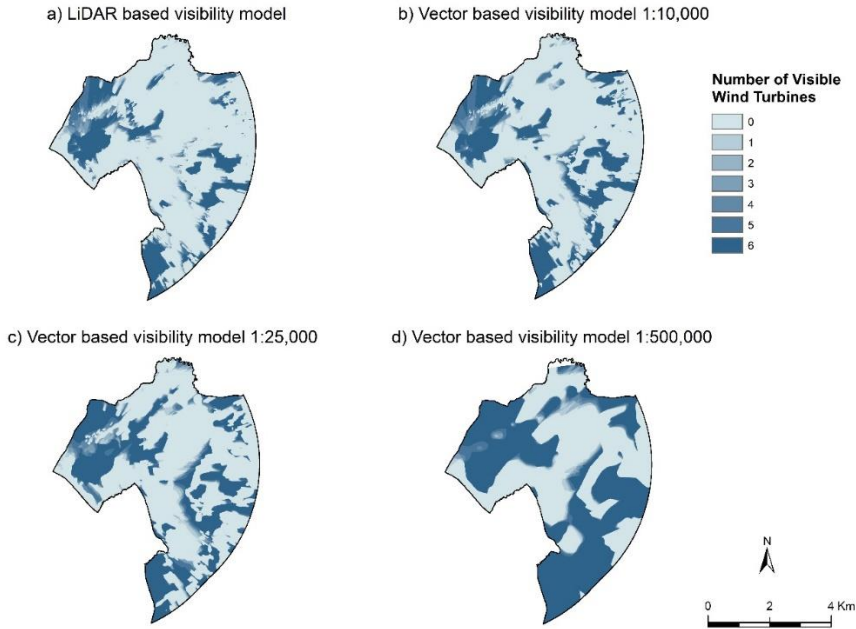 a) LiDAR based visibility model
b) Vector based visibility model 1:10,000
Number of Visible
Wind Turbines
0
1
2
3
4
5
6
c) Vector based visibility model 1:25,000
d) Vector based visibility model 1:500,000
N
0 2 4 Km